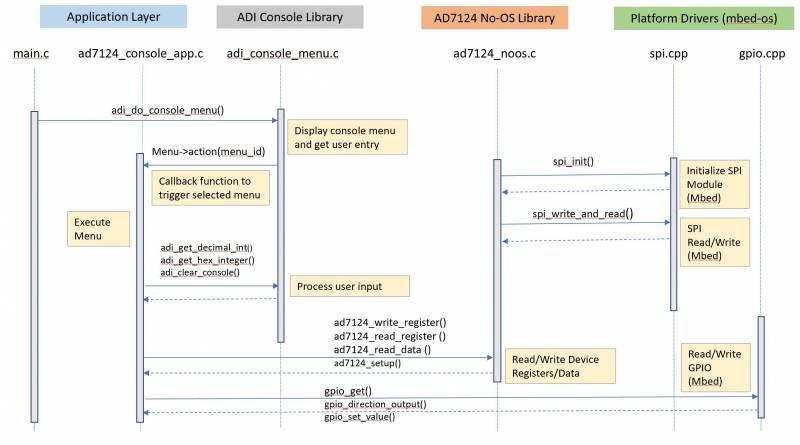 Application Layer
ADI Console Library
AD7124 No-OS Library
Platform Drivers (mbed-os)
main.c
ad7124_console_app.c
adi_console_menu.c
ad7124_noos.c
spi.cpp
gpio.cpp
adi_do_console_menu()
Display console menu
and get user entry
Menu->action(menu_id)
spi_init()
Initialize SPI
Module
(Mbed)
Callback function to
trigger selected menu
Execute
Menu
spi_write_and_read()
SPI
Read/Write
(Mbed)
adi_get_decimal_int()
adi_get_hex_integer()
adi_clear_console()
Process user input
ad7124_write_register()
ad7124_read_register ()
ad7124_read_data ()
ad7124_setup()
Read/Write Device
Registers/Data
Read/Write
GPIO
(Mbed)
gpio_get()
gpio_direction_output()
gpio_set_value()